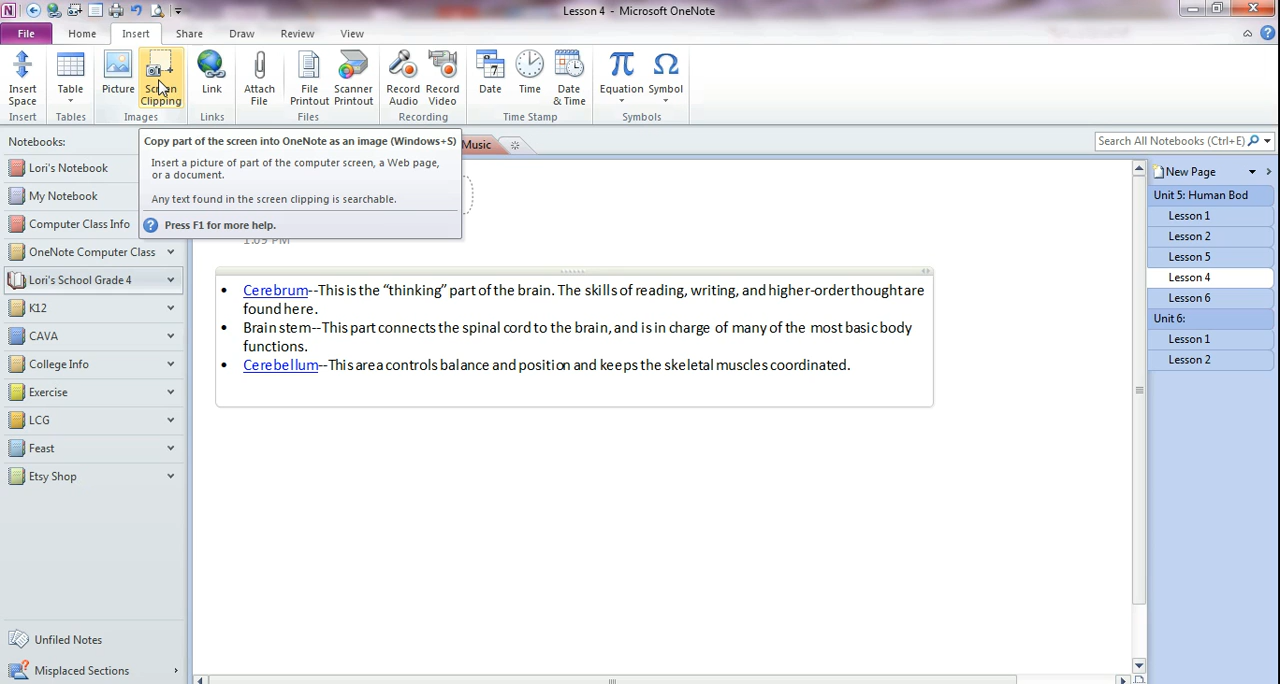 Lesson 4 - Microsoft OneNote
File Home Insert Share Draw Review View
Insert Space
Table
Picture
Screen Clipping
Link
Attach File
File Printout
Scanner Printout
Record Audio
Record Video
Date
Time
Date & Time
Equation
Symbol
Insert Tables Images Links Files Recording Time Stamp Symbols
Notebooks:
Copy part of the screen into OneNote as an image (Windows+S)
Insert a picture of part of the computer screen, a Web page,
or a document.
Any text found in the screen clipping is searchable.
Press F1 for more help.
Music
Search All Notebooks (Ctrl+E)
Lori's Notebook
My Notebook
Computer Class Info
OneNote Computer Class
Lori's School Grade 4
K12
CAVA
College Info
Exercise
LCG
Feast
Etsy Shop
Unfiled Notes
Misplaced Sections
1:05 PM
• Cerebrum--This is the “thinking” part of the brain. The skills of reading, writing, and higher-order thought are
found here.
• Brain stem--This part connects the spinal cord to the brain, and is in charge of many of the most basic body
functions.
• Cerebellum--This area controls balance and position and keeps the skeletal muscles coordinated.
New Page
Unit 5: Human Bod
Lesson 1
Lesson 2
Lesson 5
Lesson 4
Lesson 6
Unit 6:
Lesson 1
Lesson 2